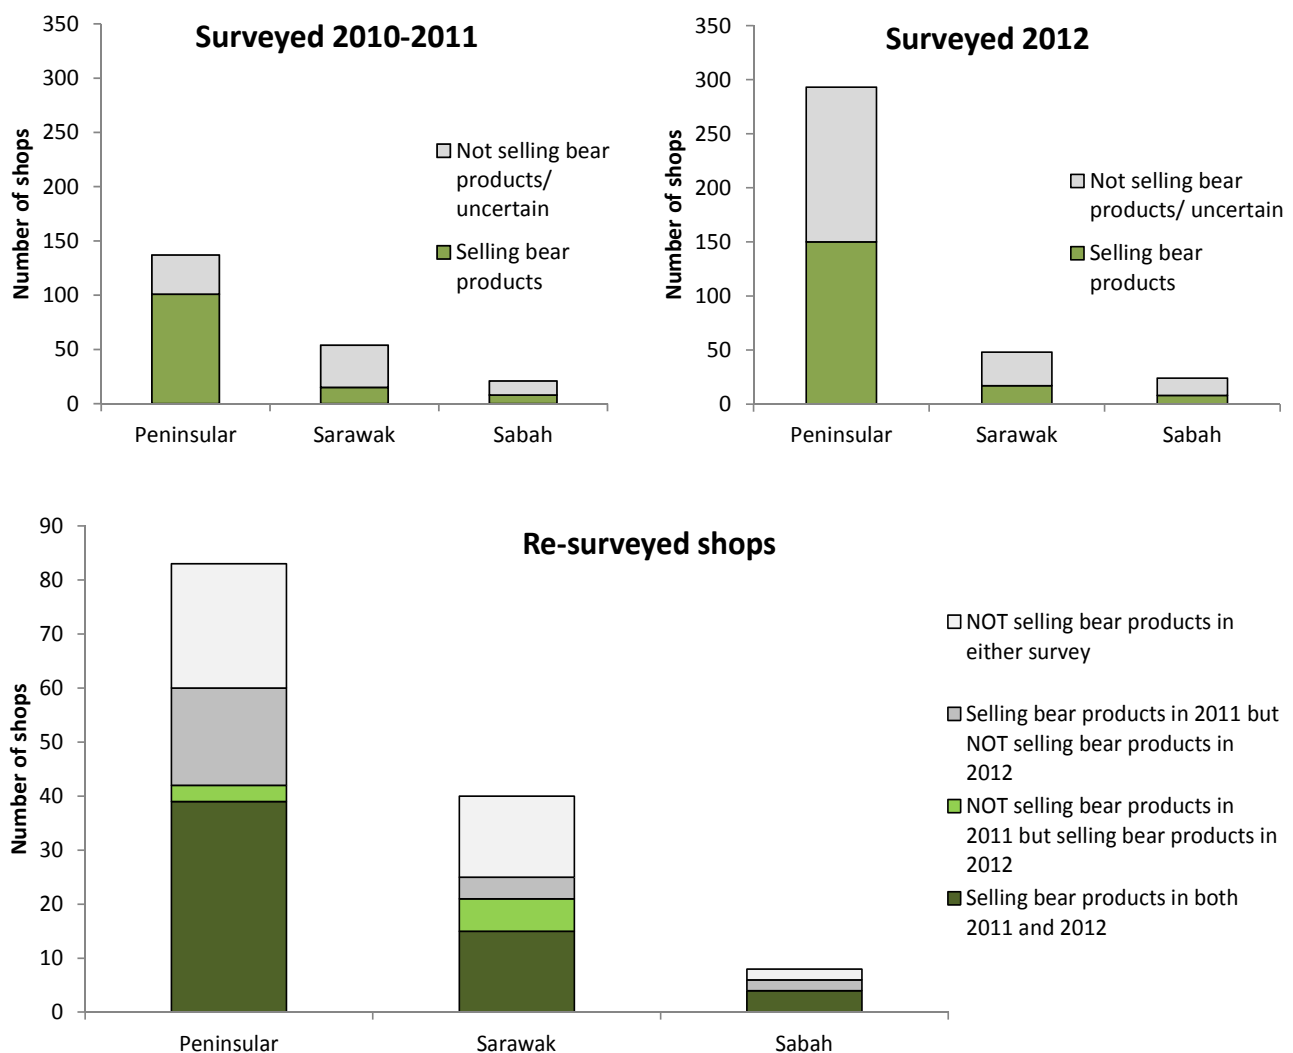 Surveyed 2010-2011
Number of shops
350
300
250
200
150
100
50
0
Not selling bear
products/
uncertain
Selling bear
products
Peninsular
Sarawak
Sabah
Surveyed 2012
Number of shops
350
300
250
200
150
100
50
0
Not selling bear
products/ uncertain
Selling bear
products
Peninsular
Sarawak
Sabah
Re-surveyed shops
Number of shops
90
80
70
60
50
40
30
20
10
0
NOT selling bear products in
either survey
Selling bear products in 2011 but
NOT selling bear products in
2012
NOT selling bear products in
2011 but selling bear products in
2012
Selling bear products in both
2011 and 2012
Peninsular
Sarawak
Sabah